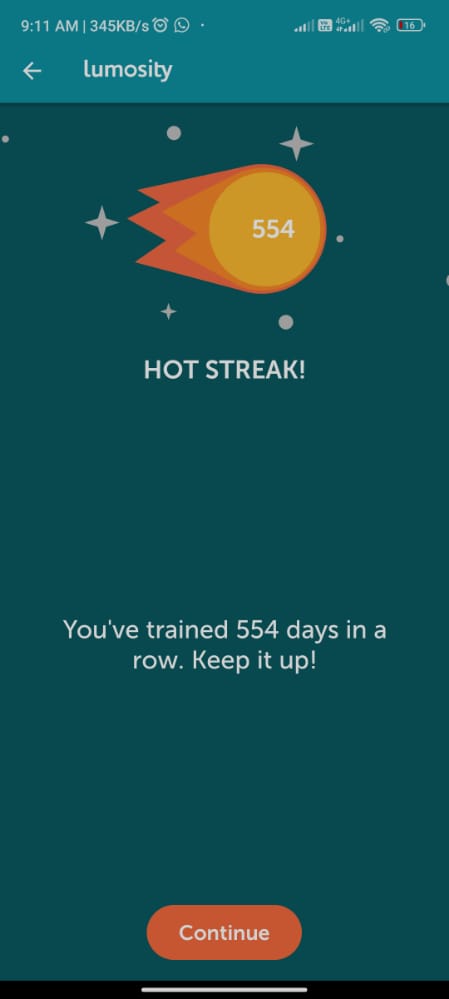 9:11 AM | 345KB/s
4G+
16
lumosity
554
HOT STREAK!
You've trained 554 days in a
row. Keep it up!
Continue